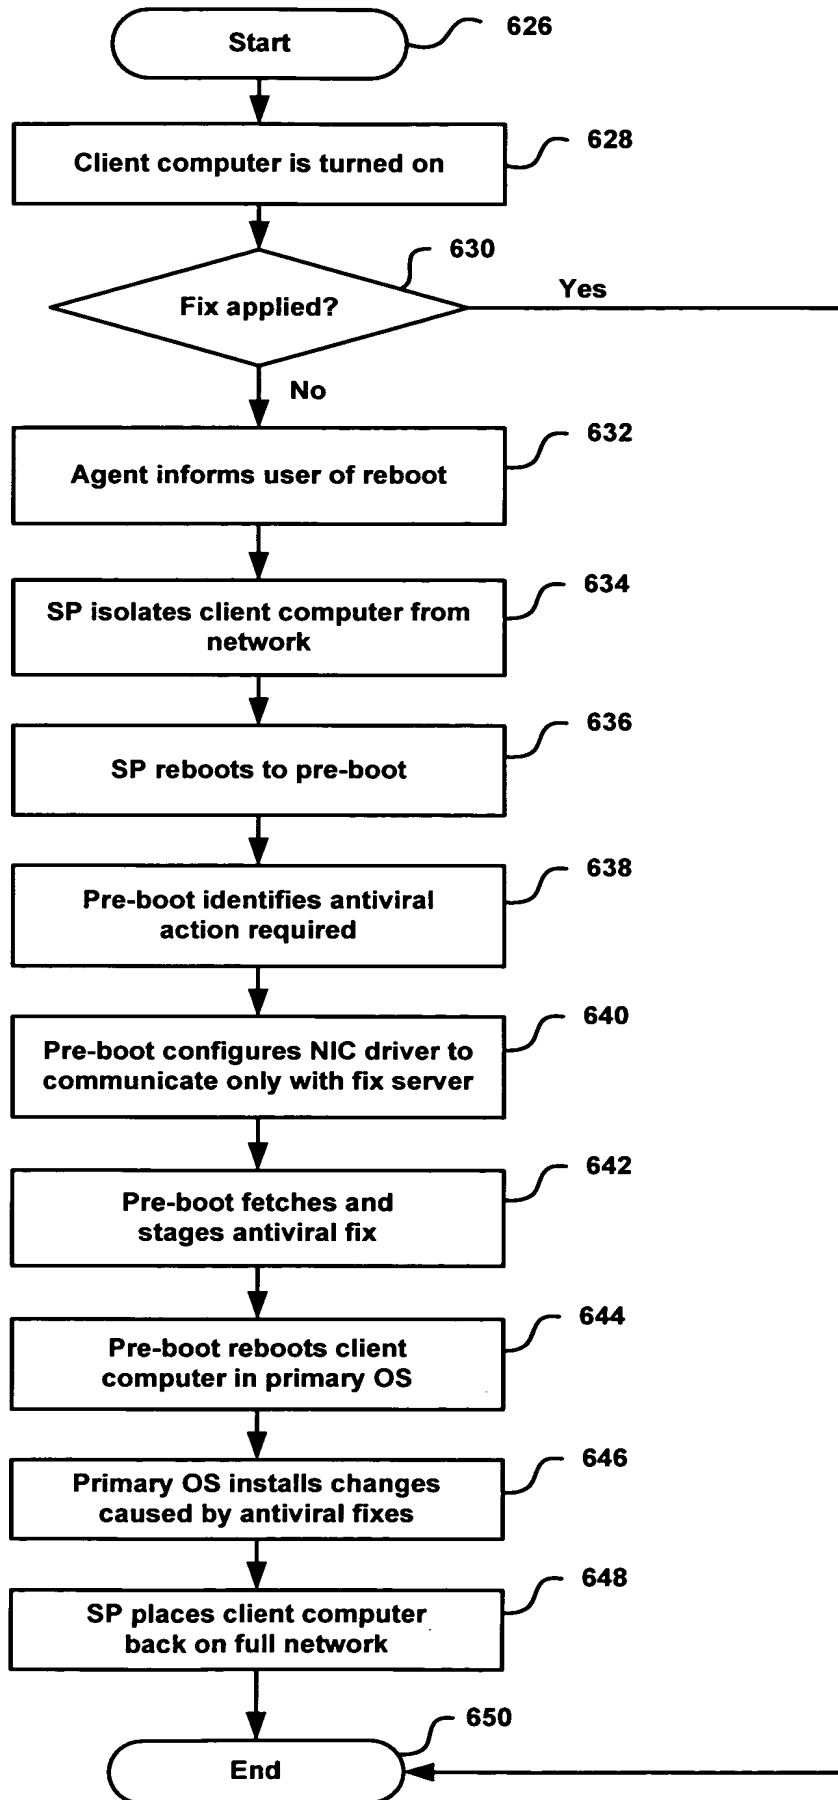 Start
626
Client computer is turned on
628
630
Fix applied?
Yes
No
Agent informs user of reboot
632
SP isolates client computer from
network
634
SP reboots to pre-boot
636
Pre-boot identifies antiviral
action required
638
Pre-boot configures NIC driver to
communicate only with fix server
640
Pre-boot fetches and
stages antiviral fix
642
Pre-boot reboots client
computer in primary OS
644
Primary OS installs changes
caused by antiviral fixes
646
SP places client computer
back on full network
648
650
End